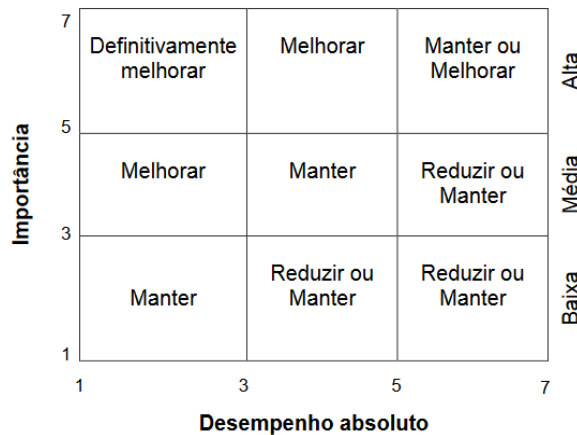 7
Definitivamente
melhorar
Melhorar
Manter ou
Melhorar
Alta
5
Importância
Melhorar
Manter
Reduzir ou
Manter
Média
3
Manter
Reduzir ou
Manter
Reduzir ou
Manter
Baixa
1
1
3
5
7
Desempenho absoluto